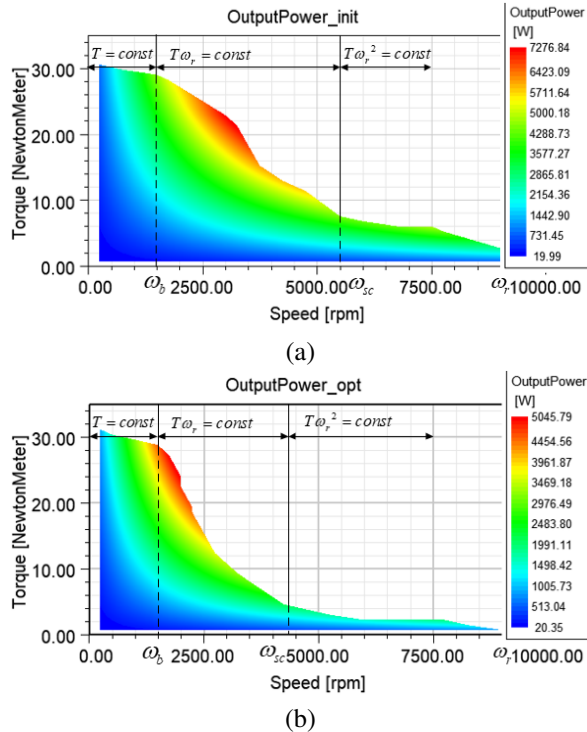 OutputPower_init
OutputPower
[W]
7276.84
6423.09
5711.64
5000.18
4288.73
3577.27
2865.81
2154.36
1442.90
731.45
19.99
T = const
Tω_r = const
Tω_r² = const
30.00
20.00
10.00
0.00
Torque [NewtonMeter]
0.00
ω_b
2500.00
5000.00
ω_sc
7500.00
ω_r
10000.00
Speed [rpm]
(a)
OutputPower_opt
OutputPower
[W]
5045.79
4454.56
3961.87
3469.18
2976.49
2483.80
1991.11
1498.42
1005.73
513.04
20.35
T = const
Tω_r = const
Tω_r² = const
30.00
20.00
10.00
0.00
Torque [NewtonMeter]
0.00
ω_b
2500.00
ω_sc
5000.00
7500.00
ω_r
10000.00
Speed [rpm]
(b)